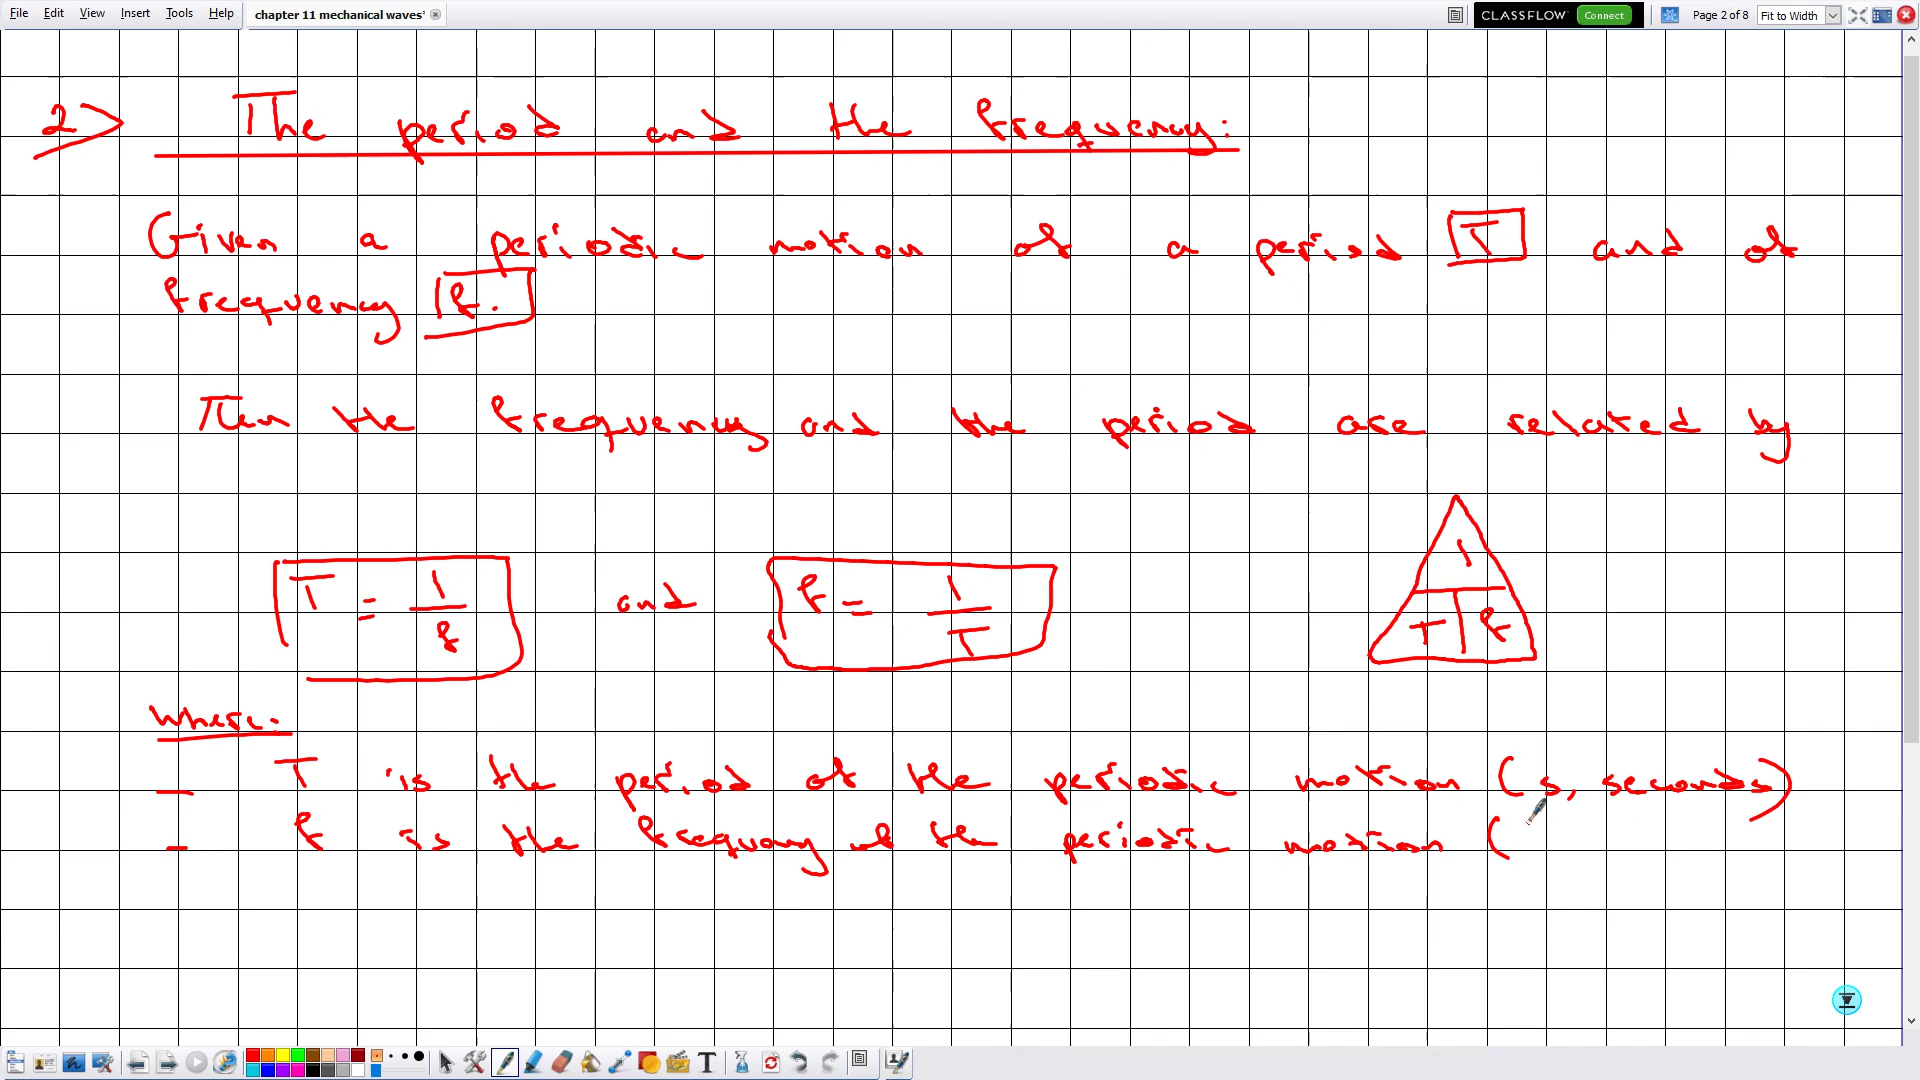 File Edit View Insert Tools Help chapter 11 mechanical waves* CLASSFLOW Connect Page 2 of 8 Fit to Width
2> The period and the frequency:
Given a periodic motion of a period T and of
frequency f.
Then the frequency and the period are related by
T = 1/f and f = 1/T
1
T f
where:
- T is the period of the periodic motion (s, seconds)
- f is the frequency of the periodic motion (